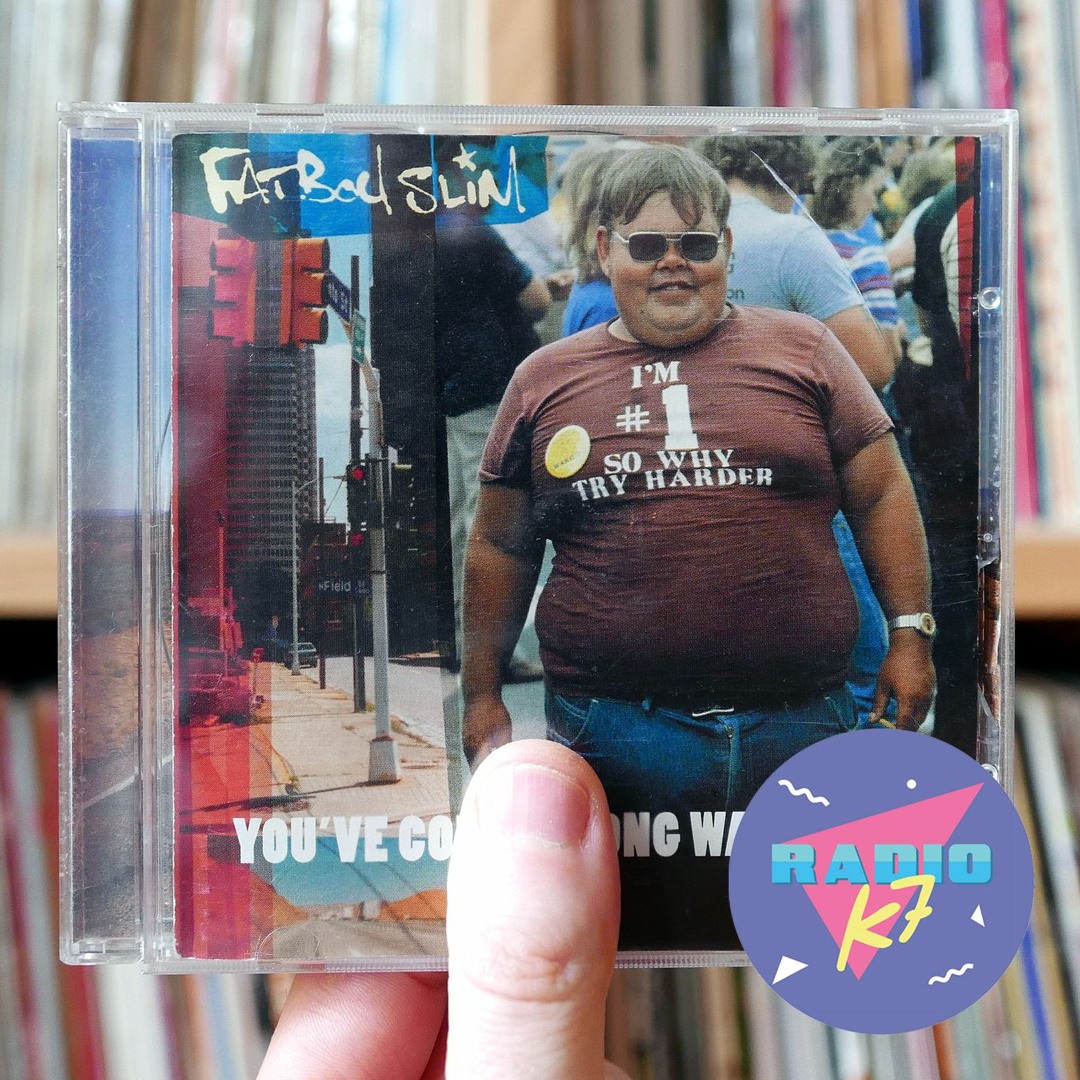 FATBOY SLIM
I'M
#1
SO WHY
TRY HARDER
Field
YOU'VE CO ONG WA
RADIO
K7